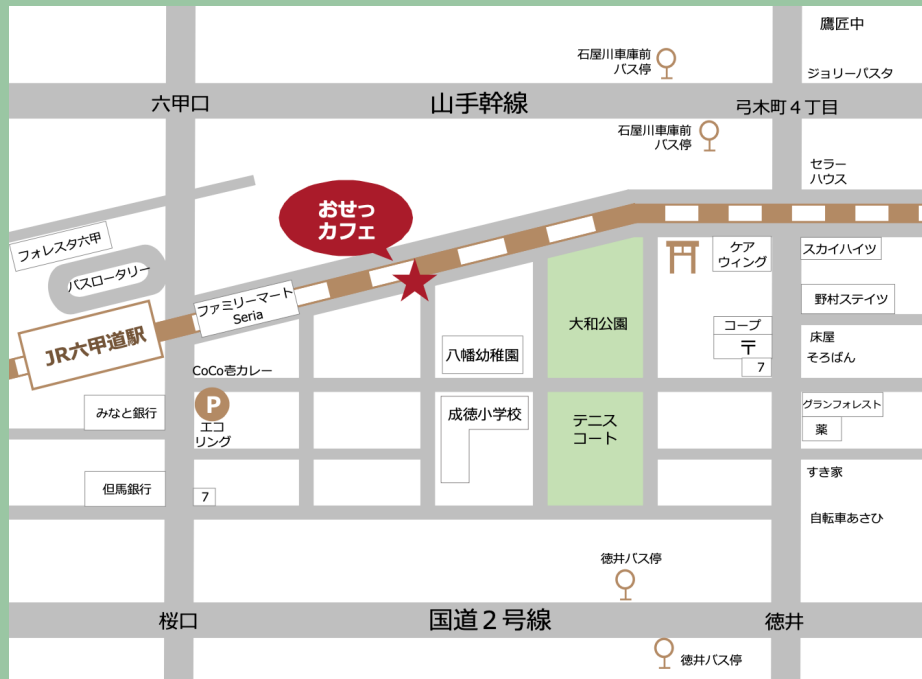 鷹匠中
石屋川車庫前
バス停
ジョリーパスタ
六甲口
山手幹線
弓木町４丁目
石屋川車庫前
バス停
セラー
ハウス
おせっ
カフェ
フォレスタ六甲
バスロータリー
ケア
ウィング
スカイハイツ
ファミリーマート
Seria
野村ステイツ
JR六甲道駅
大和公園
コープ
〒
7
床屋
そろばん
八幡幼稚園
CoCo壱カレー
P
エコ
リング
みなと銀行
成徳小学校
テニス
コート
グランフォレスト
薬
すき家
但馬銀行
7
自転車あさひ
徳井バス停
桜口
国道２号線
徳井
徳井バス停